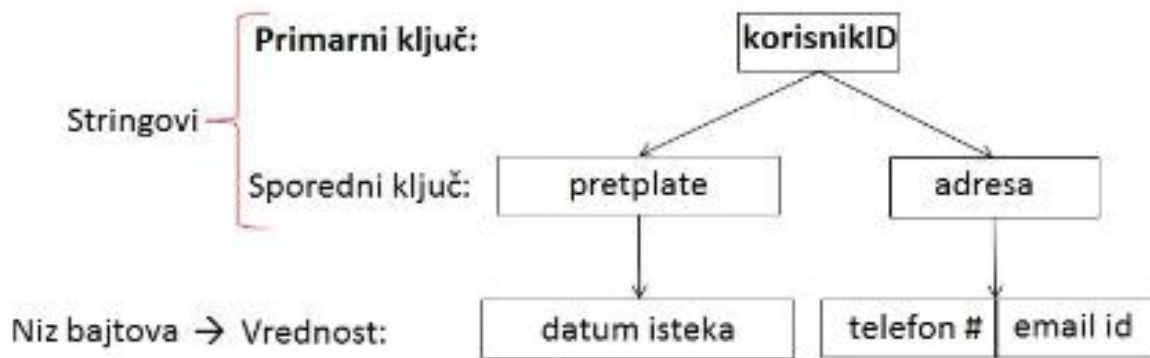 Primarni ključ: korisnikID
Stringovi
Sporedni ključ: pretplate adresa
Niz bajtova → Vrednost: datum isteka telefon # email id